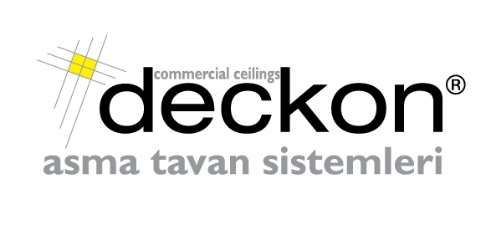 commercial ceilings
deckon®
asma tavan sistemleri